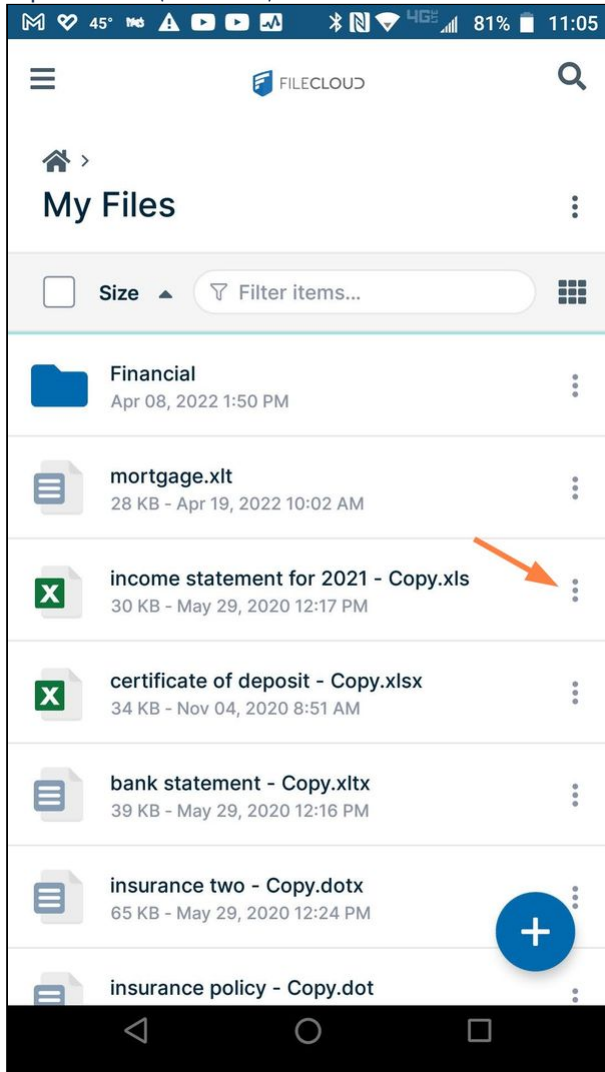 45° 81% 11:05
FILECLOUD
My Files
Size Filter items...
Financial
Apr 08, 2022 1:50 PM
mortgage.xlt
28 KB - Apr 19, 2022 10:02 AM
income statement for 2021 - Copy.xls
30 KB - May 29, 2020 12:17 PM
certificate of deposit - Copy.xlsx
34 KB - Nov 04, 2020 8:51 AM
bank statement - Copy.xltx
39 KB - May 29, 2020 12:16 PM
insurance two - Copy.dotx
65 KB - May 29, 2020 12:24 PM
insurance policy - Copy.dot